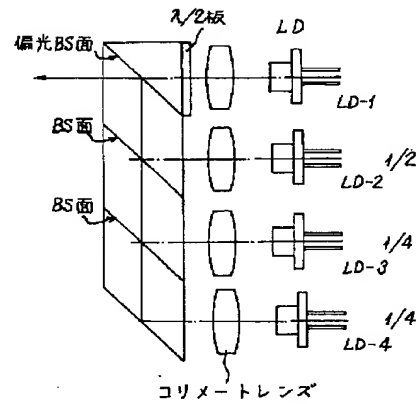 λ/2板
偏光BS面
LD
LD-1
BS面
LD-2
1/2
BS面
LD-3
1/4
LD-4
1/4
コリメートレンズ